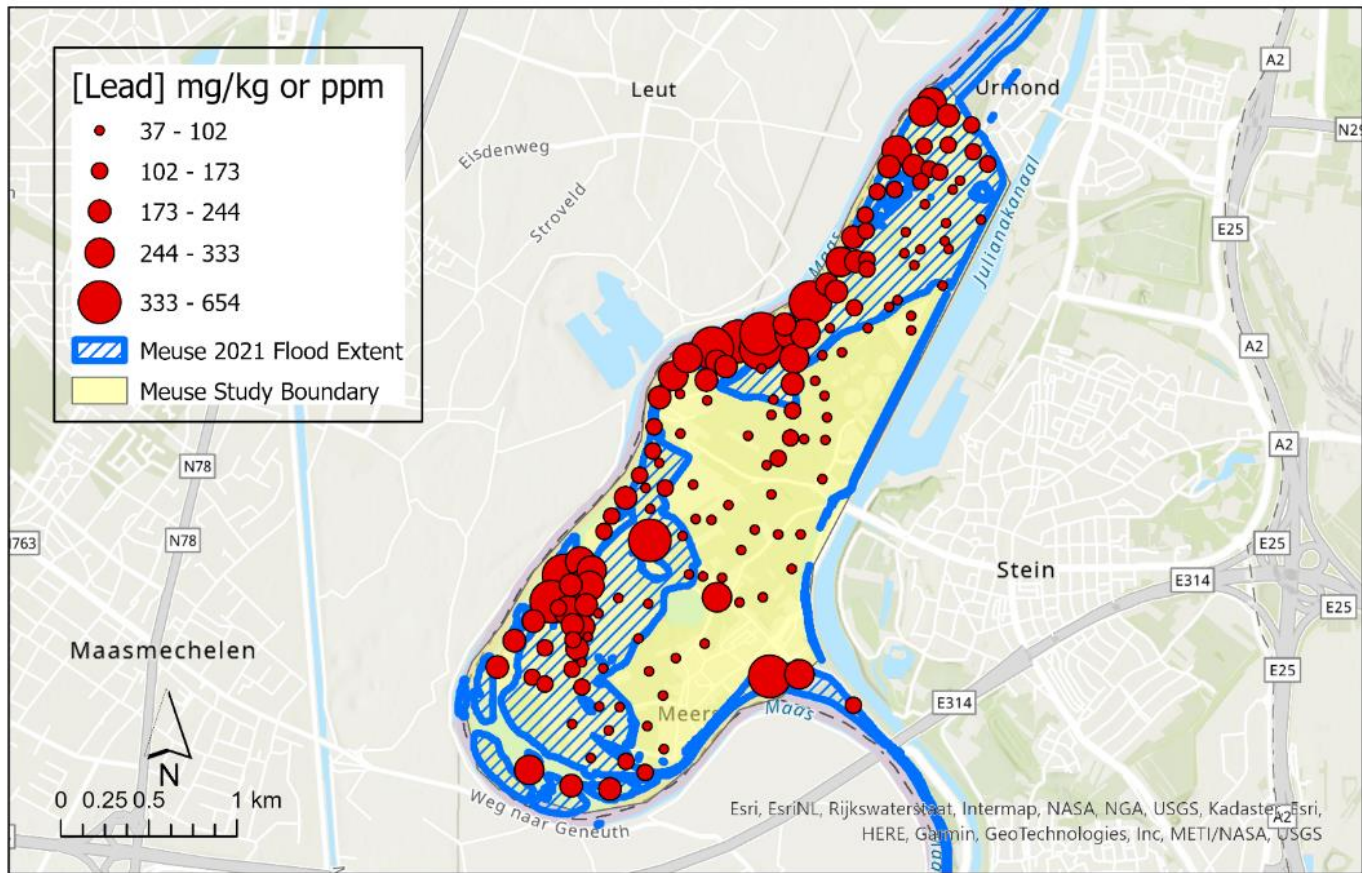 [Lead] mg/kg or ppm
37 - 102
102 - 173
173 - 244
244 - 333
333 - 654
Meuse 2021 Flood Extent
Meuse Study Boundary
Leut
Urmond
A2
N29
Eisdenweg
Stroveld
Maas
Julianakanaal
E25
A2
N78
A2
N763
N78
E25
Stein
E314
E25
Maasmechelen
E25
Meers
Maas
E314
N
0 0.25 0.5 1 km
Weg naar Geneuth
Esri, EsriNL, Rijkswaterstaat, Intermap, NASA, NGA, USGS, Kadaster, Esri,
HERE, Garmin, GeoTechnologies, Inc, METI/NASA, USGS
A2